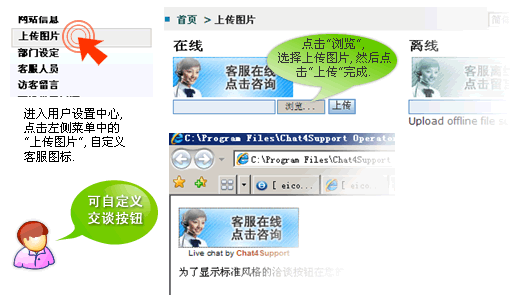 网站信息
上传图片
部门设定
客服人员
访客留言
进入用户设置中心,
点击左侧菜单中的
"上传图片", 自定义
客服图标.
可自定义
交谈按钮
首页 > 上传图片
在线
离线
点击"浏览",
选择上传图片, 然后点
击"上传"完成.
客服在线
点击咨询
客服离线
点击
浏览...
上传
Upload offline file s
C:\Program Files\Chat4Support Operator
C:\Program Files\Chat4Support
[ eico...
[ eico...
客服在线
点击咨询
Live chat by Chat4Support
为了显示标准风格的洽谈按钮在您的